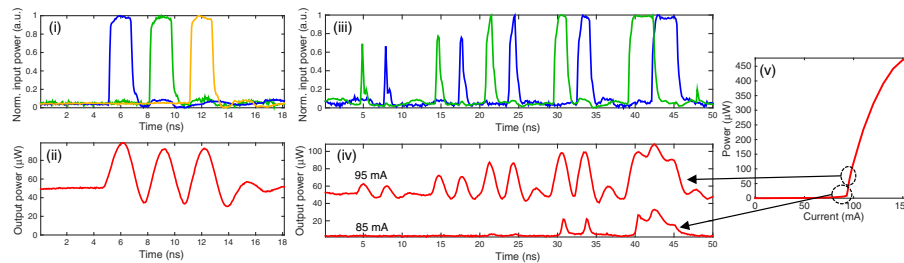 (i)
Norm. input power (a.u.)
1
0.8
0.6
0.4
0.2
0
2 4 6 8 10 12 14 16 18
Time (ns)
(ii)
Output power (µW)
80
60
40
20
0
2 4 6 8 10 12 14 16 18
Time (ns)
(iii)
Norm. input power (a.u.)
1
0.8
0.6
0.4
0.2
0
5 10 15 20 25 30 35 40 45 50
Time (ns)
(iv)
Output power (µW)
100
80
60
40
20
0
95 mA
85 mA
5 10 15 20 25 30 35 40 45 50
Time (ns)
(v)
Power (µW)
450
400
350
300
250
200
150
100
50
0
0 50 100 150
Current (mA)